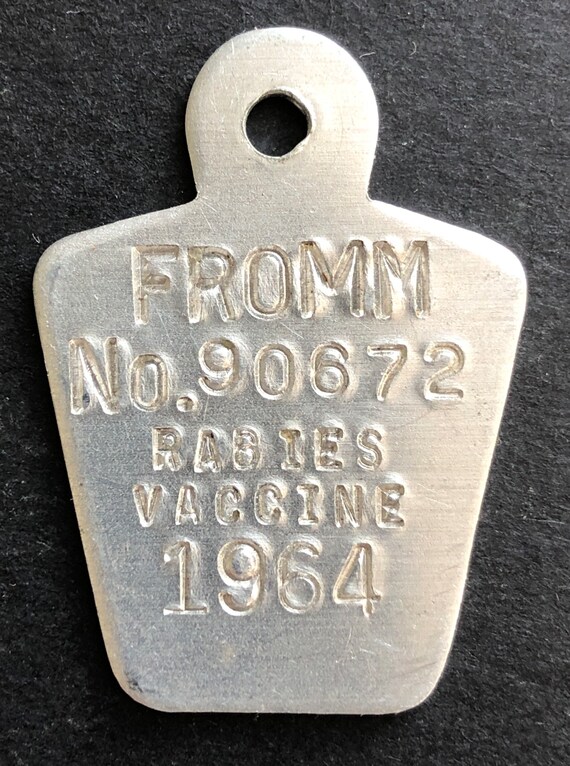 FROMM
No.90672
RABIES
VACCINE
1964